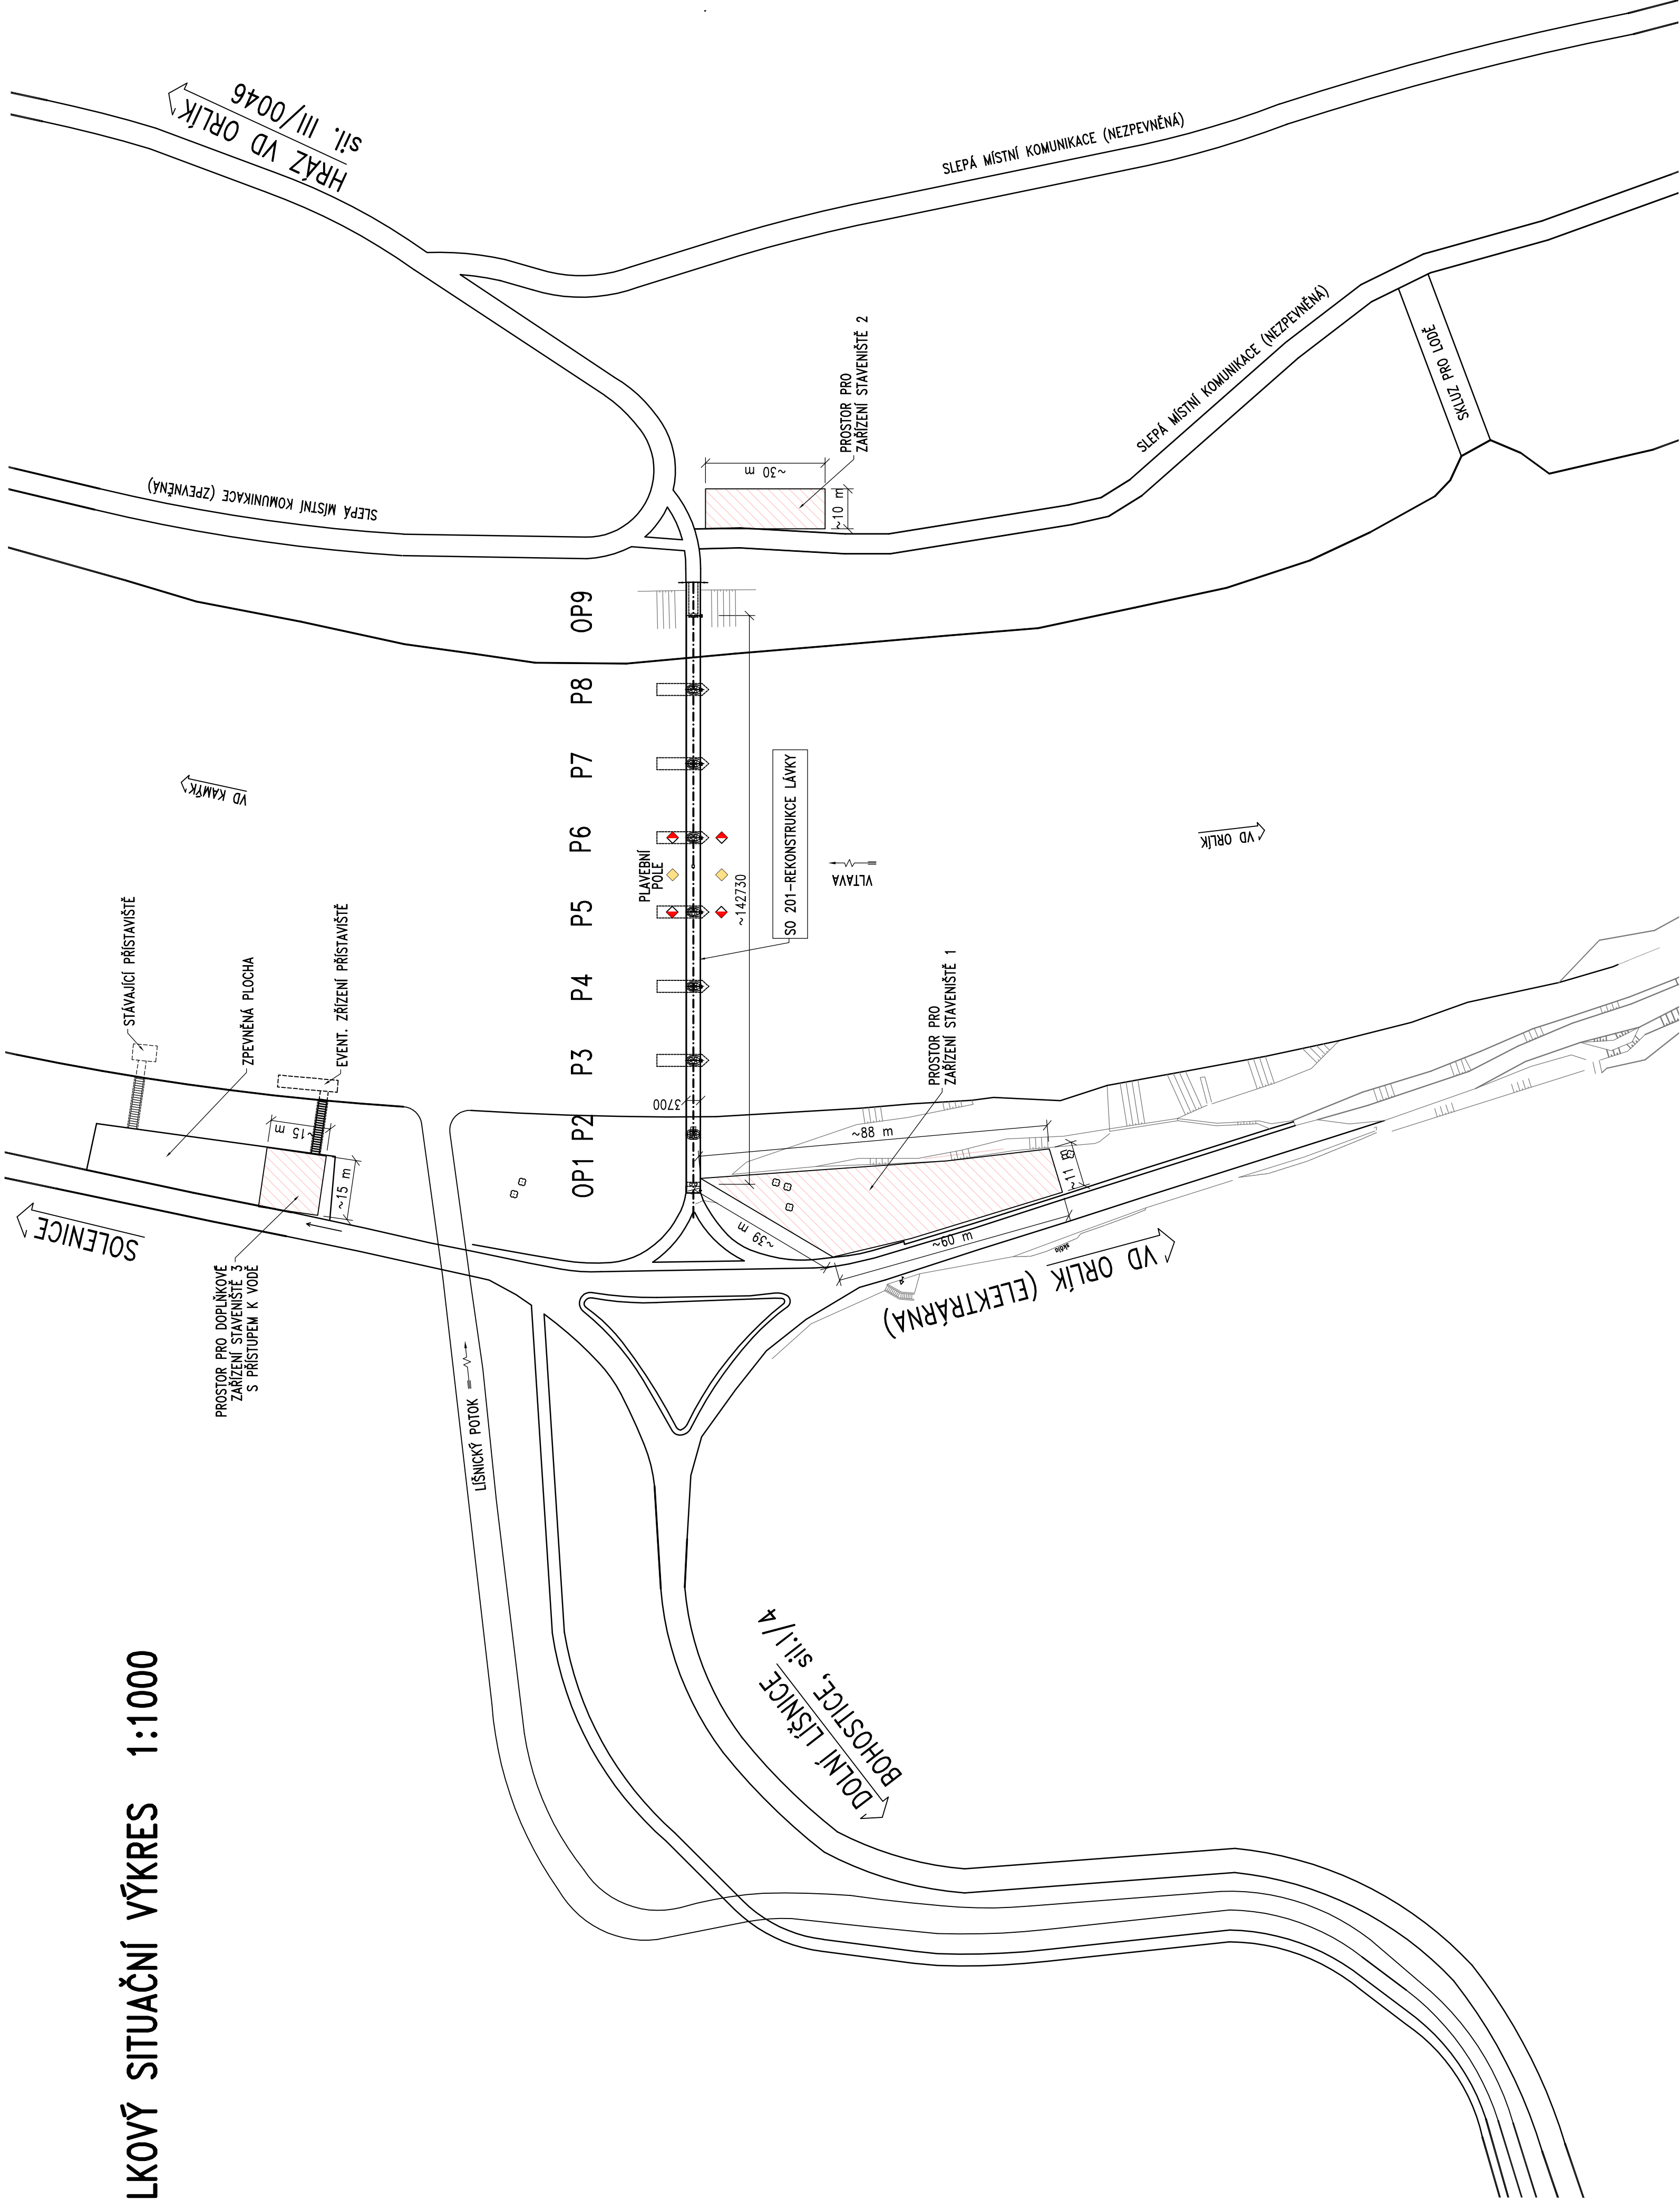 LKOVÝ SITUAČNÍ VÝKRES 1:1000
SOLENICE
STÁVAJÍCÍ PŘÍSTAVIŠTĚ
ZPEVNĚNÁ PLOCHA
EVENT. ZŘÍZENÍ PŘÍSTAVIŠTĚ
~15 m
~15 m
PROSTOR PRO DOPLŇKOVÉ
ZAŘÍZENÍ STAVENIŠTĚ 3
S PŘÍSTUPEM K VODĚ
LÍŠNICKÝ POTOK
VD KAMÝK
HRÁZ VD ORLÍK
sil. III/0046
SLEPÁ MÍSTNÍ KOMUNIKACE (ZPEVNĚNÁ)
SLEPÁ MÍSTNÍ KOMUNIKACE (NEZPEVNĚNÁ)
SLEPÁ MÍSTNÍ KOMUNIKACE (NEZPEVNĚNÁ)
SKLUZ PRO LODĚ
OP1 P2 P3 P4 P5 P6 P7 P8 OP9
PLAVEBNÍ
POLE
3700
~142730
SO 201-REKONSTRUKCE LÁVKY
VLTAVA
VD ORLÍK
PROSTOR PRO
ZAŘÍZENÍ STAVENIŠTĚ 2
~30 m
~10 m
PROSTOR PRO
ZAŘÍZENÍ STAVENIŠTĚ 1
~88 m
~11 m
~39 m
~60 m
VD ORLÍK (ELEKTRÁRNA)
DOLNÍ LÍŠNICE
BOHOSTICE, sil.I/4